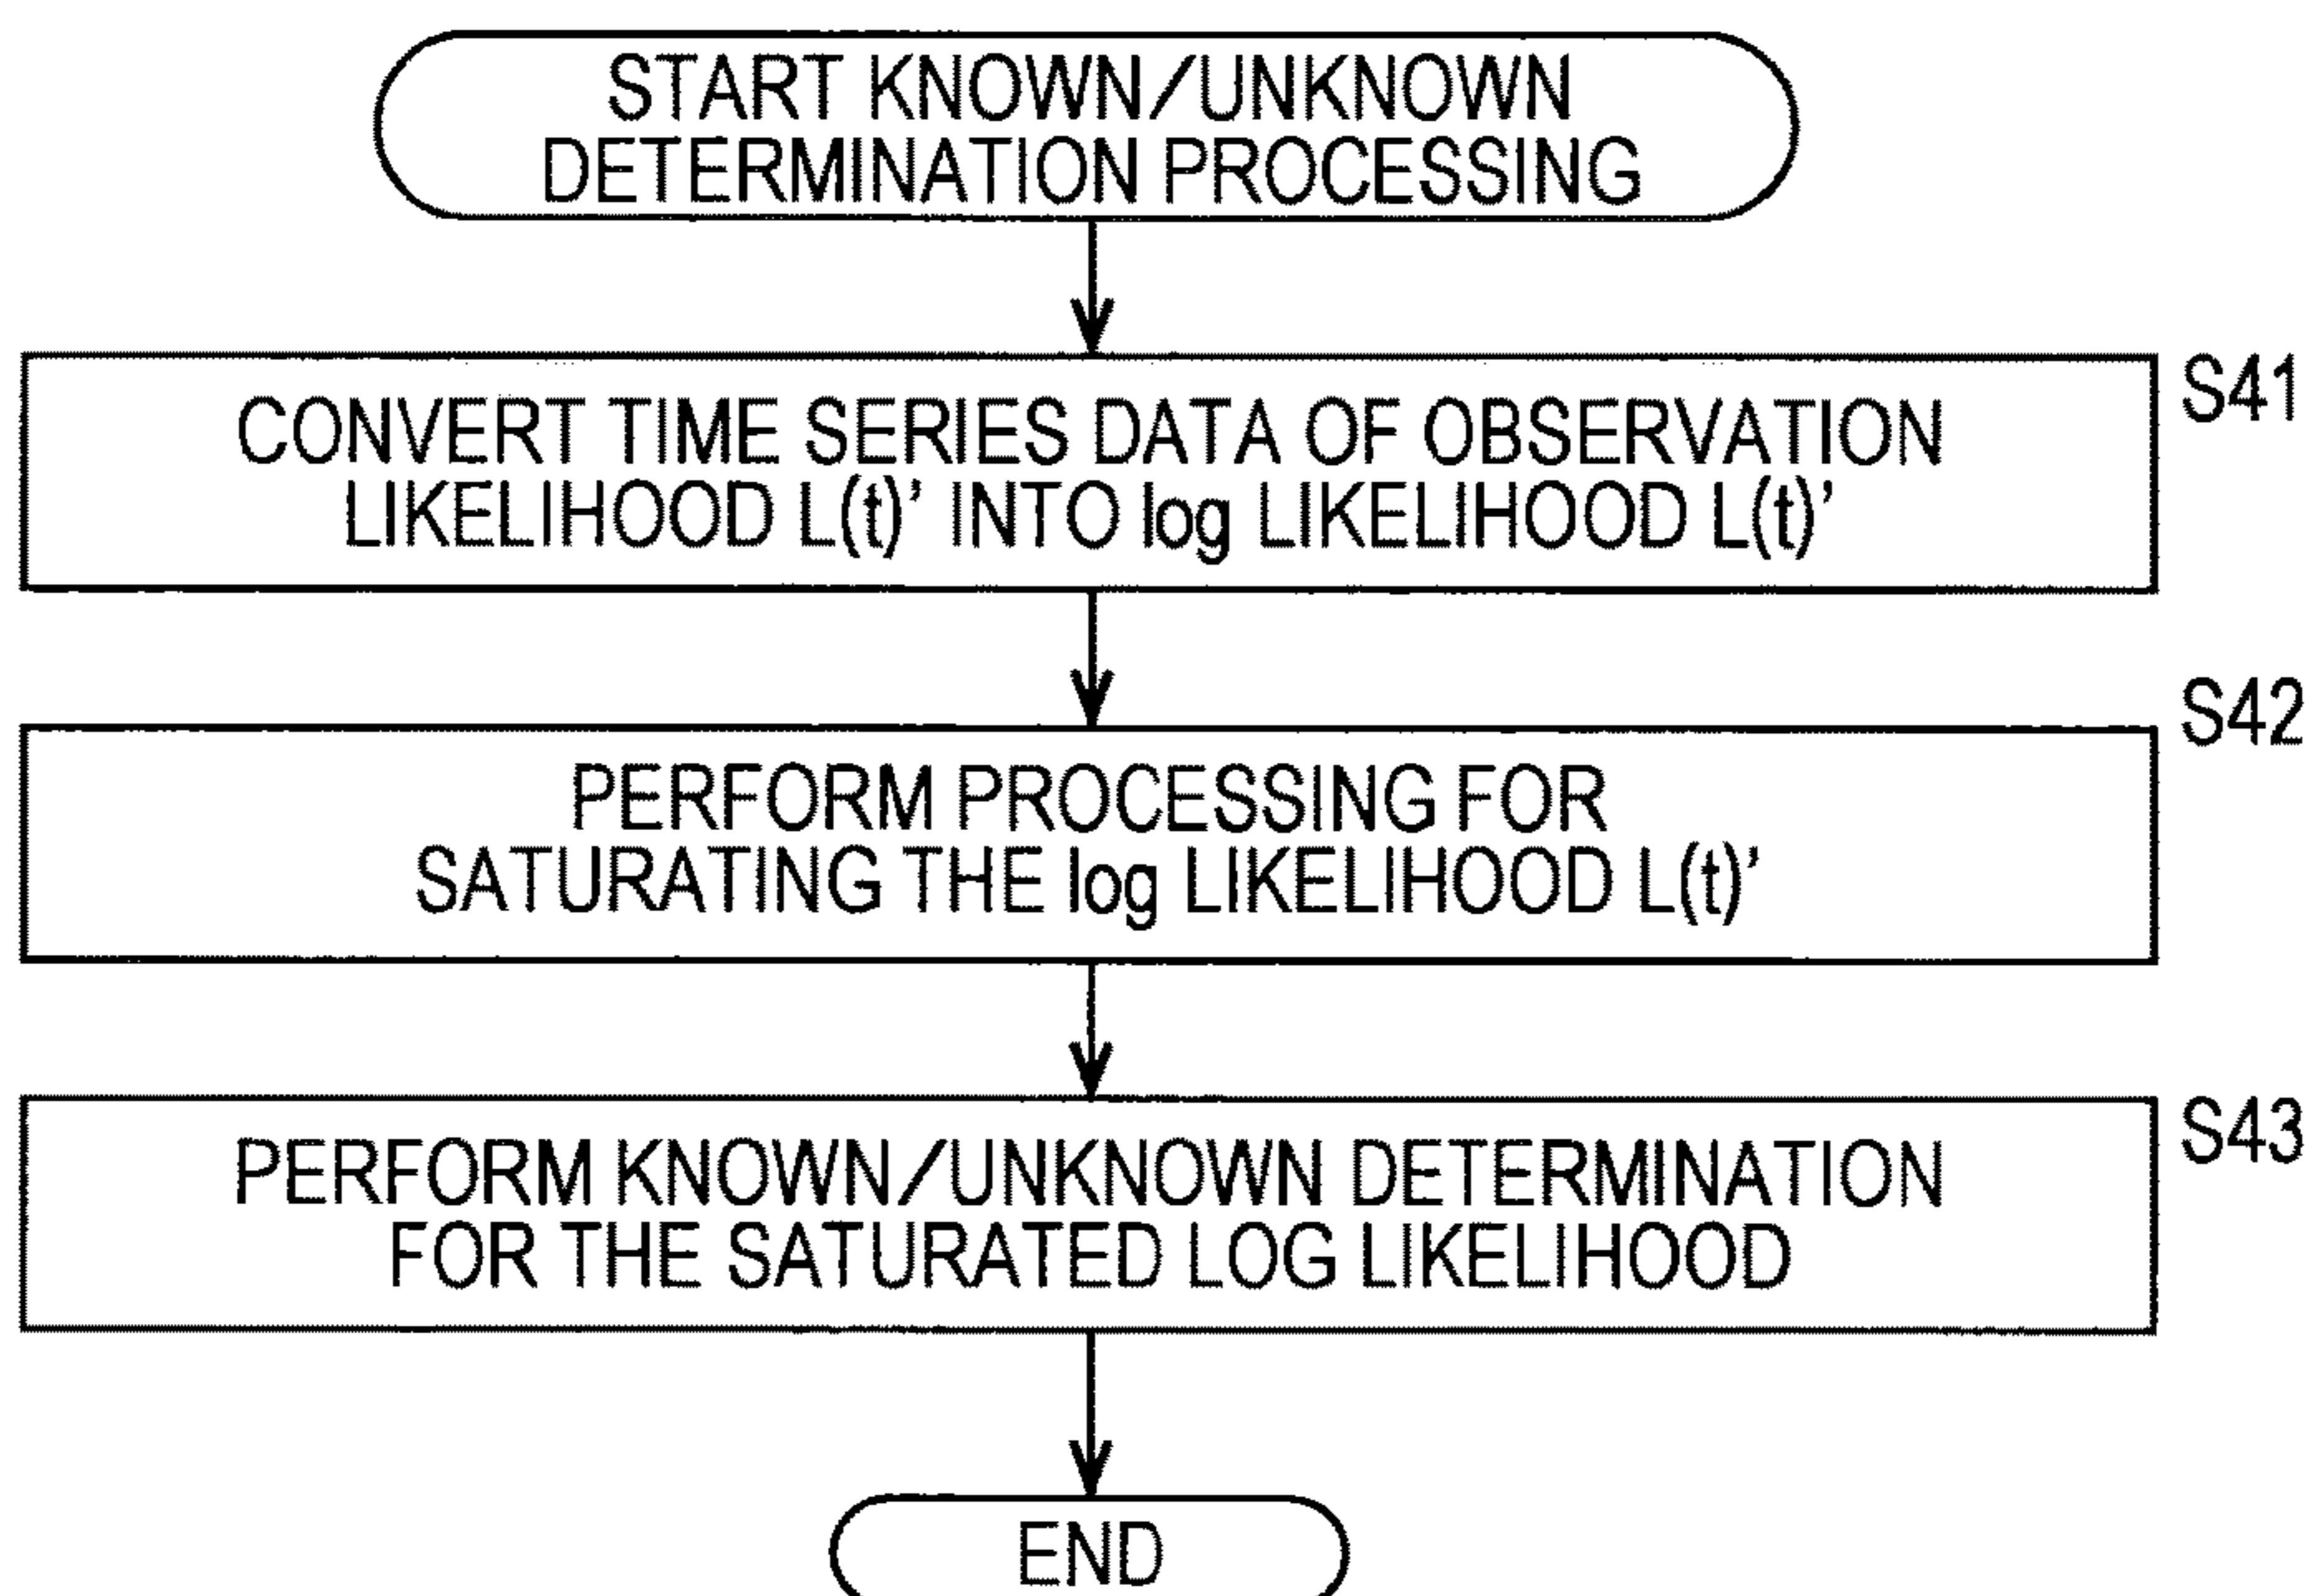 START KNOWN/UNKNOWN
DETERMINATION PROCESSING
S41
CONVERT TIME SERIES DATA OF OBSERVATION
LIKELIHOOD L(t)’ INTO log LIKELIHOOD L(t)’
S42
PERFORM PROCESSING FOR
SATURATING THE log LIKELIHOOD L(t)’
S43
PERFORM KNOWN/UNKNOWN DETERMINATION
FOR THE SATURATED LOG LIKELIHOOD
END